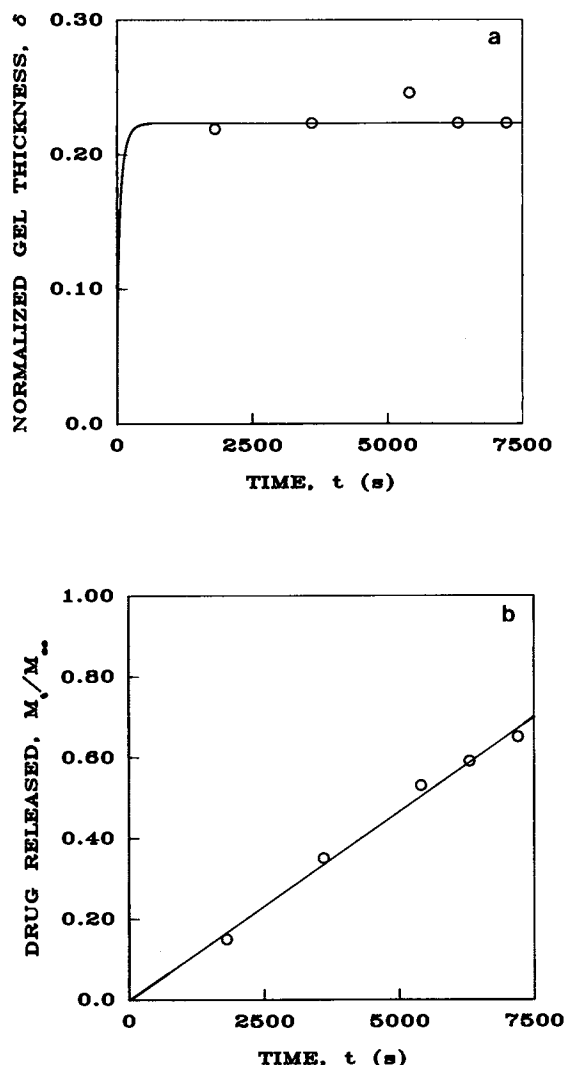 0.30
a
0.20
0.10
0.0
NORMALIZED GEL THICKNESS, δ
0 2500 5000 7500
TIME, t (s)
1.00
b
0.80
0.60
0.40
0.20
0.0
DRUG RELEASED, Mₜ/M∞
0 2500 5000 7500
TIME, t (s)